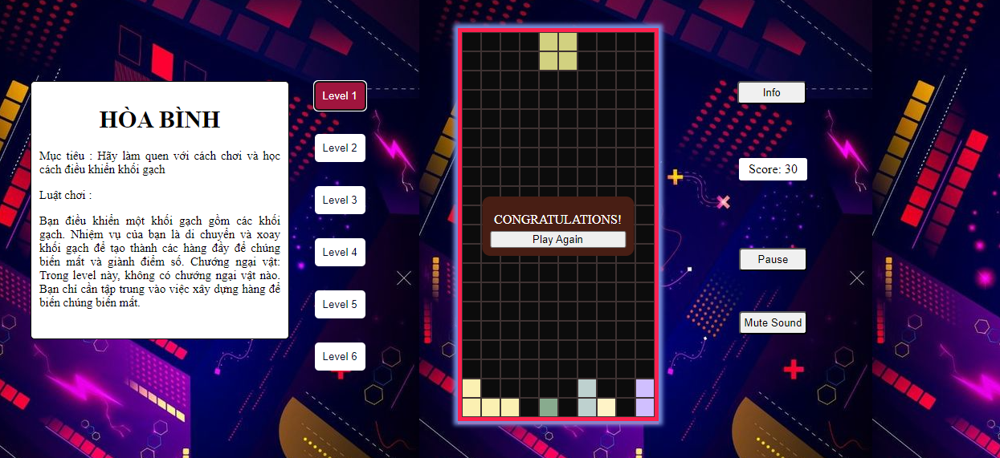 HÒA BÌNH
Mục tiêu : Hãy làm quen với cách chơi và học
cách điều khiển khối gạch
Luật chơi :
Bạn điều khiển một khối gạch gồm các khối
gạch. Nhiệm vụ của bạn là di chuyển và xoay
khối gạch để tạo thành các hàng đầy để chúng
biến mất và giành điểm số. Chướng ngại vật:
Trong level này, không có chướng ngại vật nào.
Bạn chỉ cần tập trung vào việc xây dựng hàng để
biến chúng biến mất.
Level 1
Level 2
Level 3
Level 4
Level 5
Level 6
CONGRATULATIONS!
Play Again
Info
Score: 30
Pause
Mute Sound